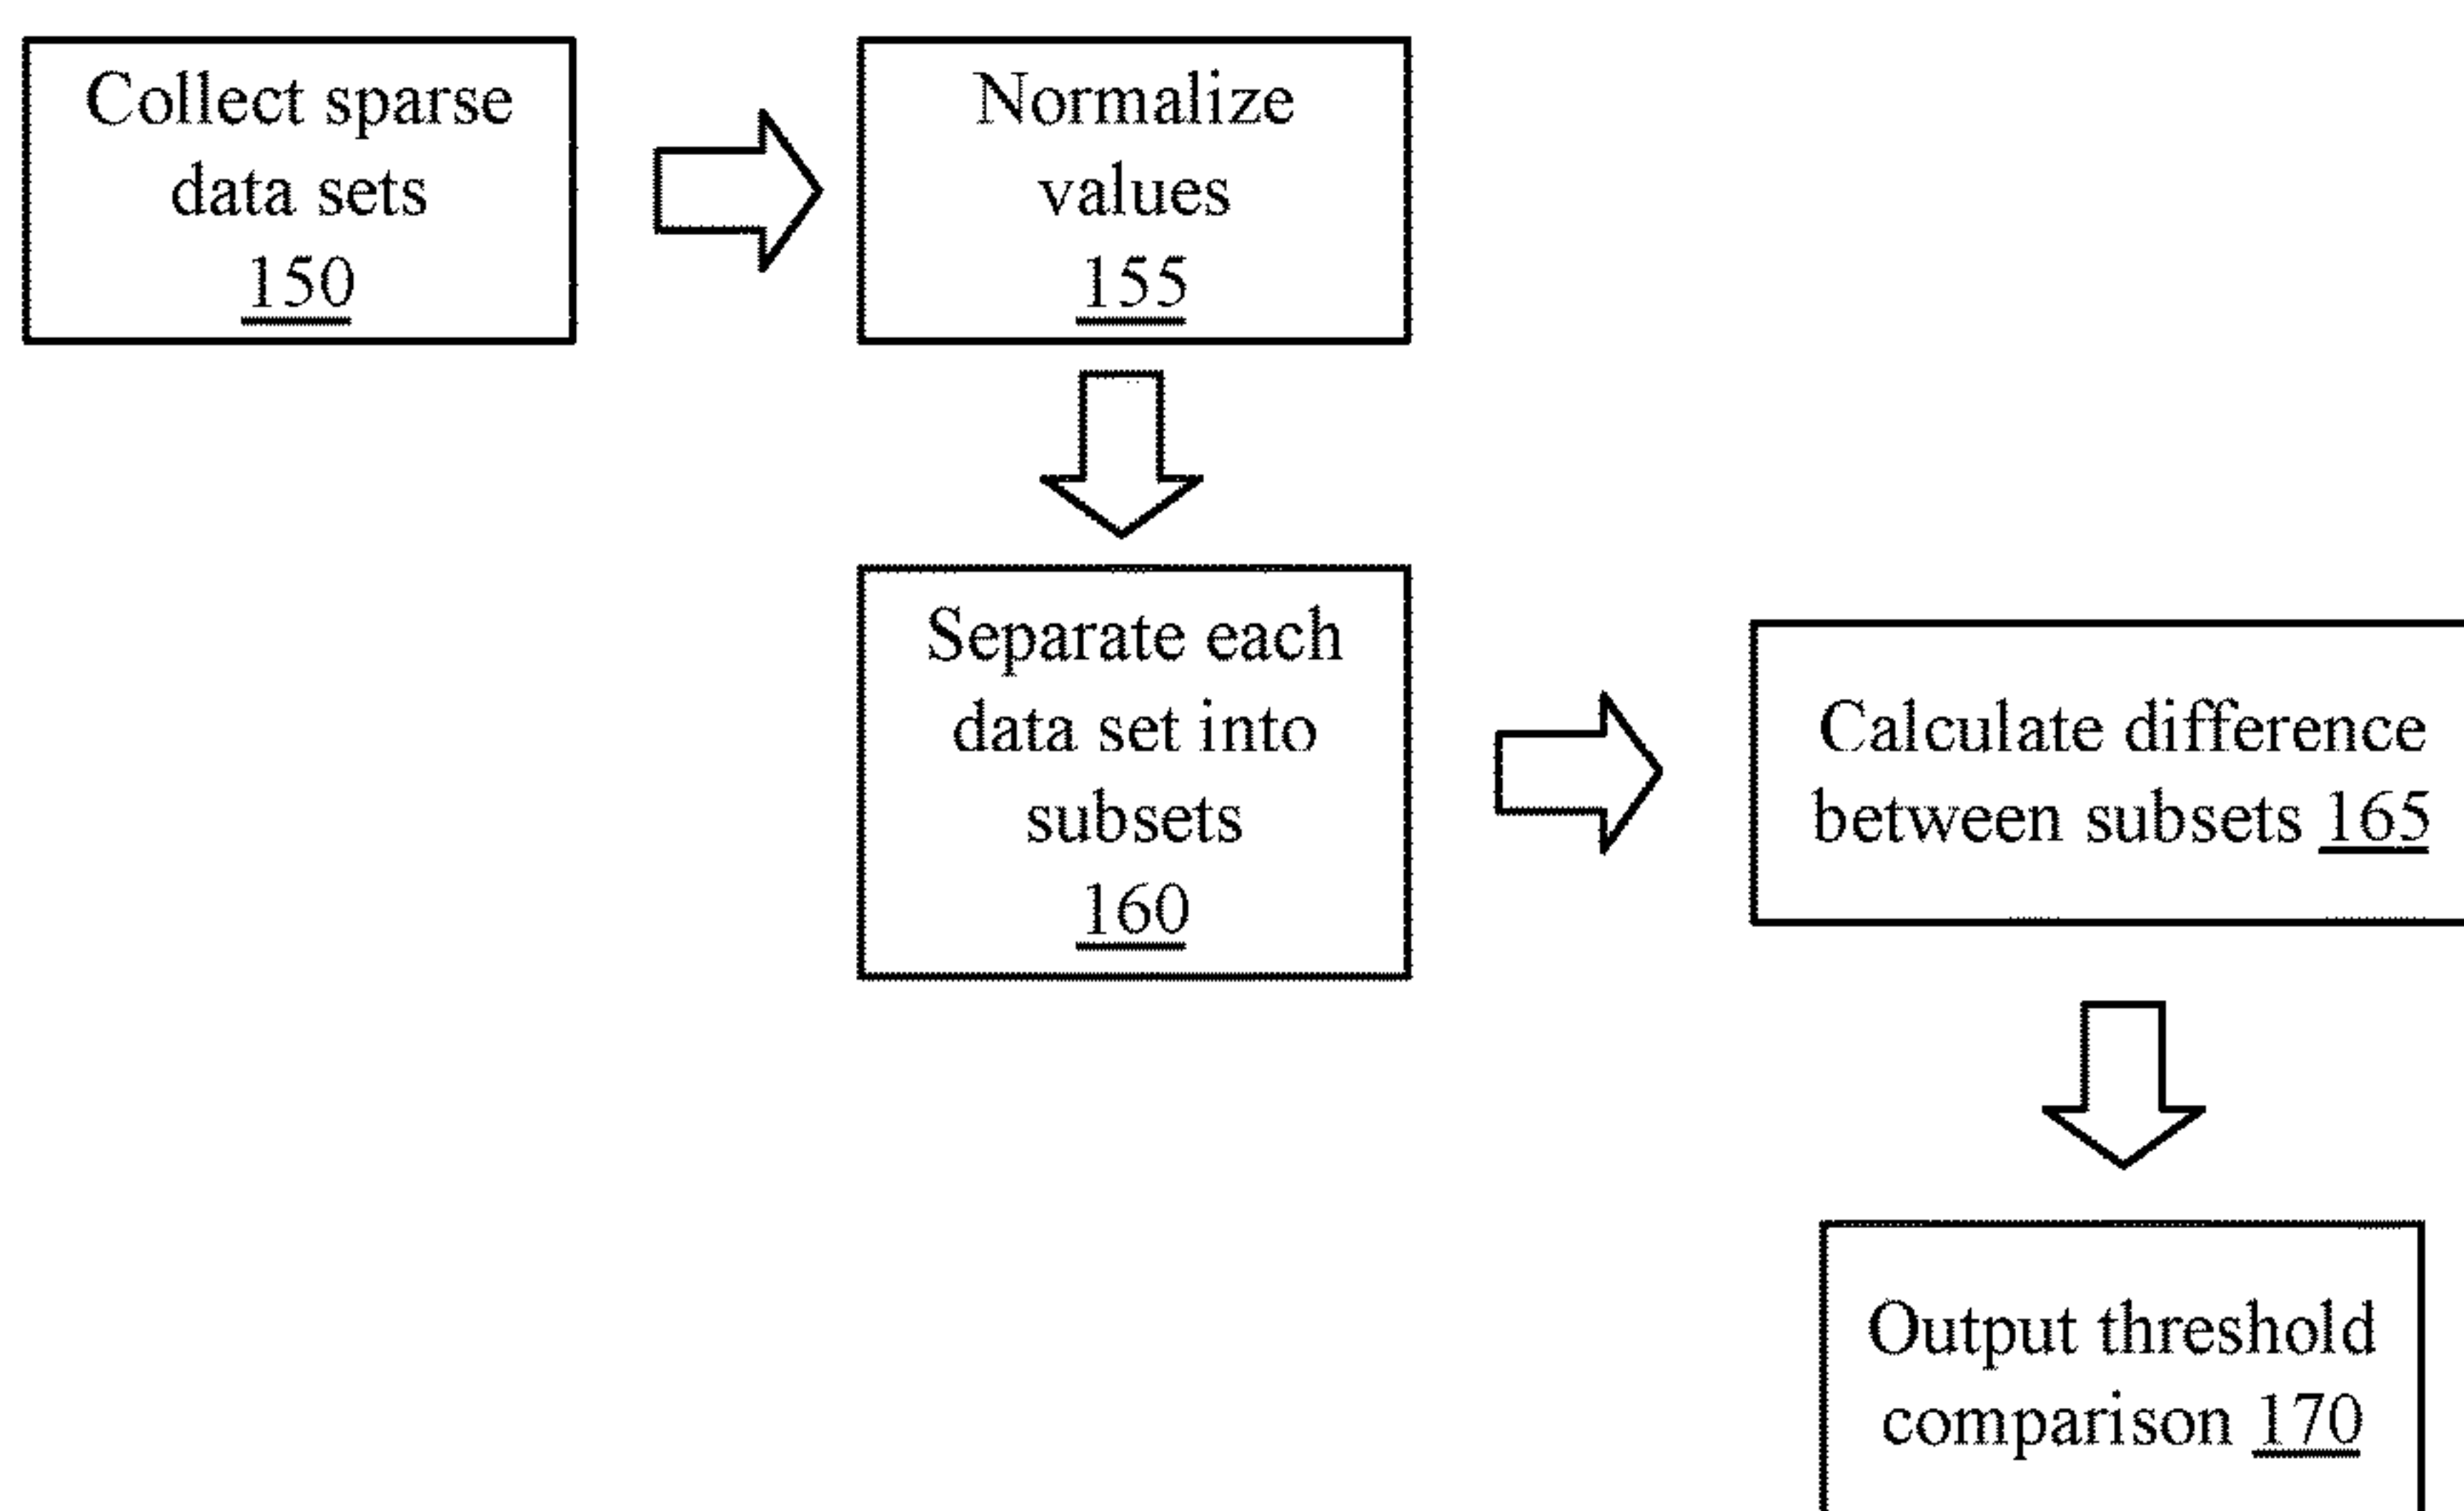 Collect sparse
data sets
150
Normalize
values
155
Separate each
data set into
subsets
160
Calculate difference
between subsets 165
Output threshold
comparison 170